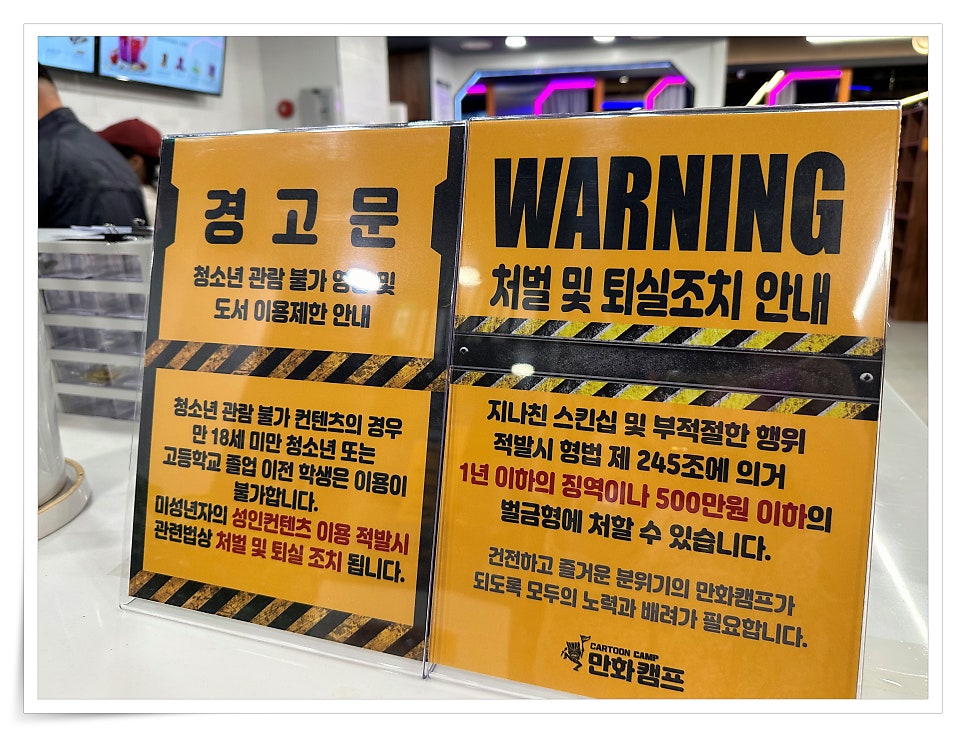 경고문
청소년 관람 불가 영상 및
도서 이용제한 안내
청소년 관람 불가 컨텐츠의 경우
만 18세 미만 청소년 또는
고등학교 졸업 이전 학생은 이용이
불가합니다.
미성년자의 성인컨텐츠 이용 적발시
관련법상 처벌 및 퇴실 조치 됩니다.
WARNING
처벌 및 퇴실조치 안내
지나친 스킨십 및 부적절한 행위
적발시 형법 제 245조에 의거
1년 이하의 징역이나 500만원 이하의
벌금형에 처할 수 있습니다.
건전하고 즐거운 분위기의 만화캠프가
되도록 모두의 노력과 배려가 필요합니다.
CARTOON CAMP
만화캠프